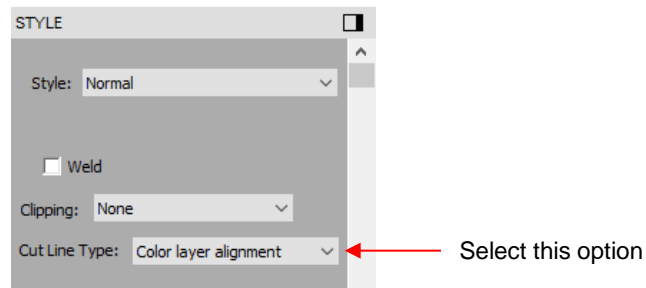 STYLE
Style: Normal
Weld
Clipping: None
Cut Line Type: Color layer alignment
Select this option